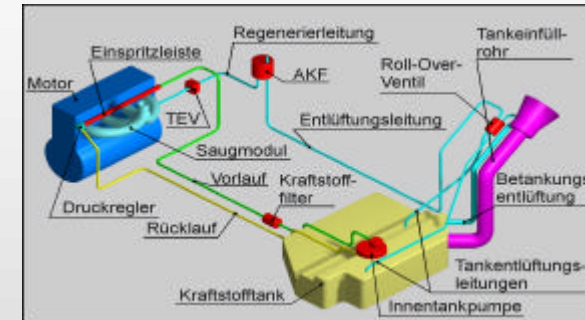 Regenerierleitung
Tankeinfüll-
rohr
Einspritzleiste
AKF
Roll-Over-
Ventil
Motor
TEV
Entlüftungsleitung
Saugmodul
Vorlauf
Kraftstoff-
filter
Betankungs
entlüftung
Druckregler
Rücklauf
Tankentlüftungs-
leitungen
Kraftstofftank
Innentankpumpe